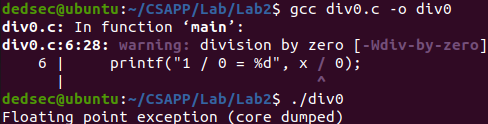 dedsec@ubuntu:~/CSAPP/Lab/Lab2$ gcc div0.c -o div0
div0.c: In function ‘main’:
div0.c:6:28: warning: division by zero [-Wdiv-by-zero]
    6 |     printf("1 / 0 = %d", x / 0);
      |                            ^
dedsec@ubuntu:~/CSAPP/Lab/Lab2$ ./div0
Floating point exception (core dumped)